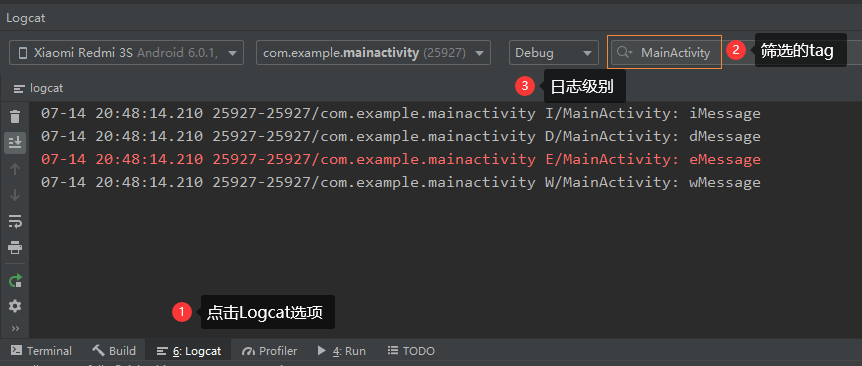 Logcat
Xiaomi Redmi 3S Android 6.0.1, com.example.mainactivity (25927) Debug MainActivity 2 筛选的tag
logcat 3 日志级别
07-14 20:48:14.210 25927-25927/com.example.mainactivity I/MainActivity: iMessage
07-14 20:48:14.210 25927-25927/com.example.mainactivity D/MainActivity: dMessage
07-14 20:48:14.210 25927-25927/com.example.mainactivity E/MainActivity: eMessage
07-14 20:48:14.210 25927-25927/com.example.mainactivity W/MainActivity: wMessage
1 点击Logcat选项
Terminal Build 6: Logcat Profiler 4: Run TODO